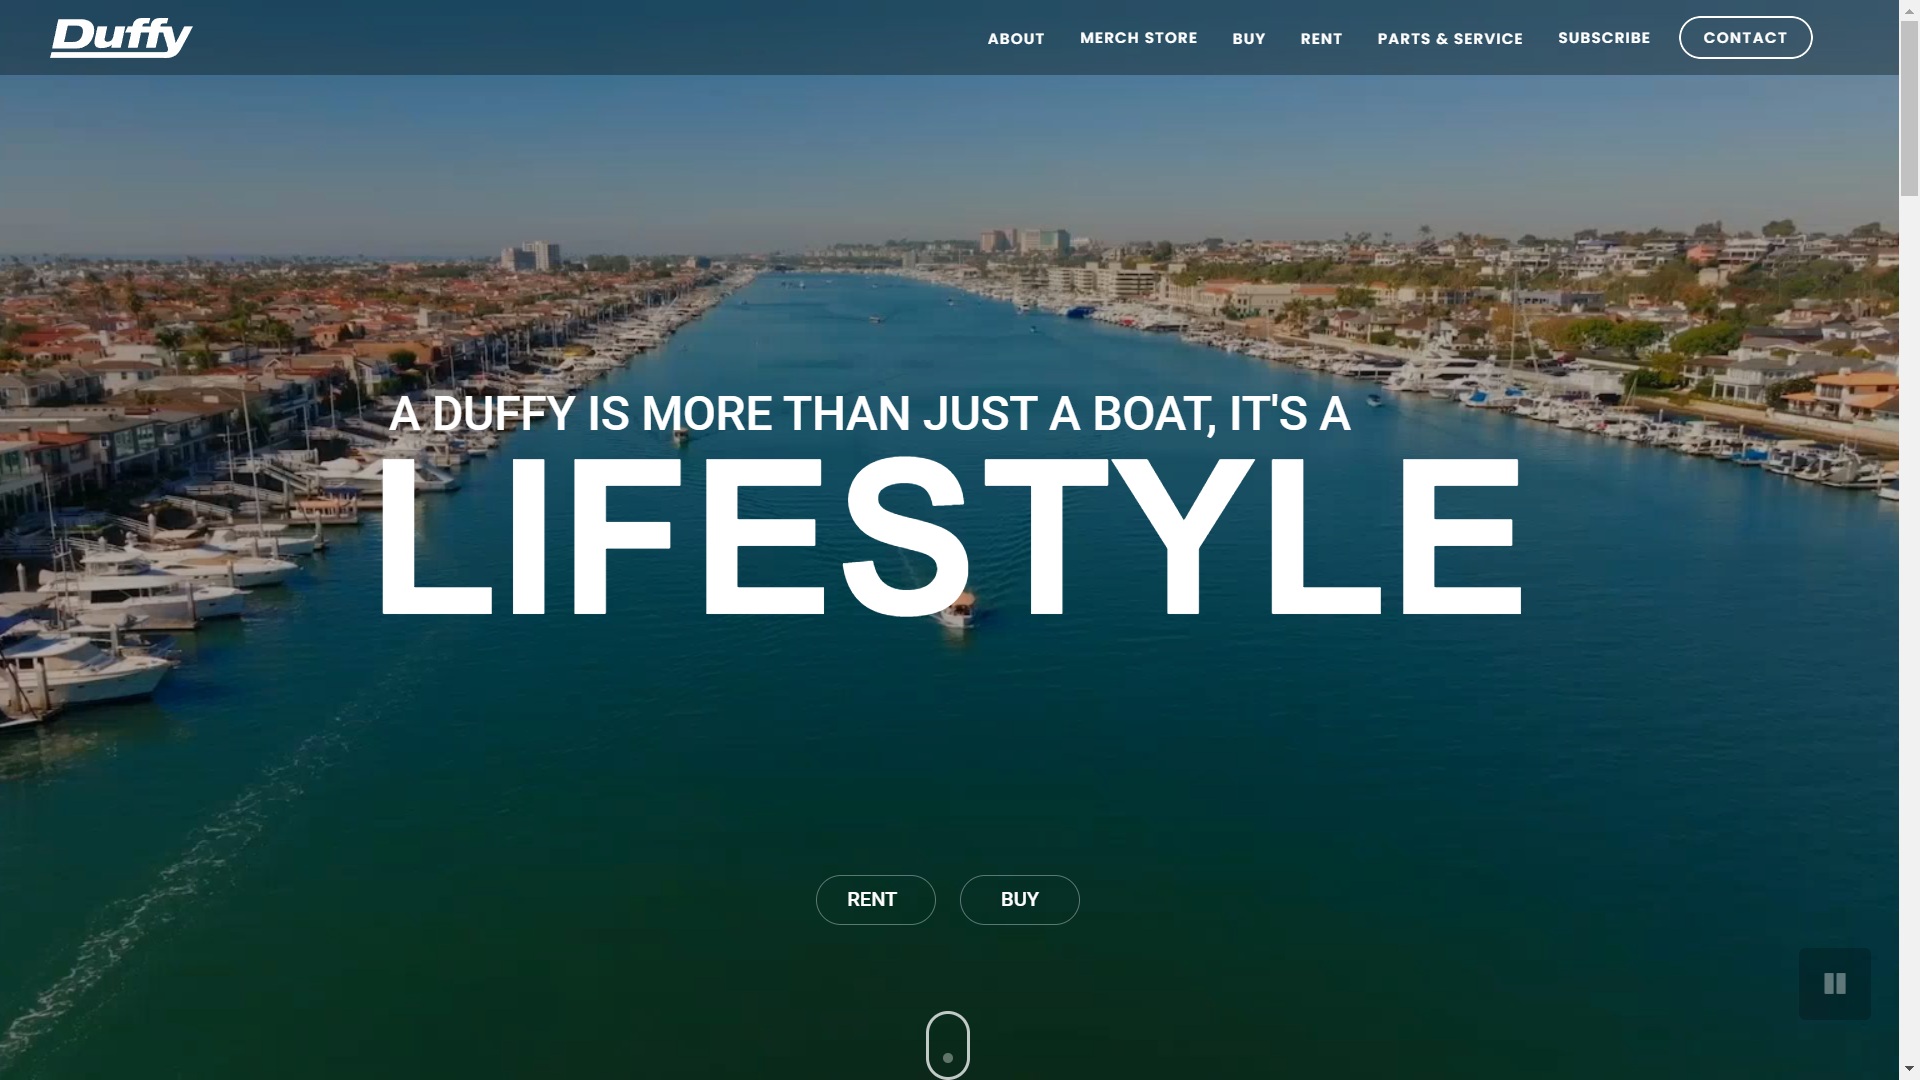 Duffy
ABOUT MERCH STORE BUY RENT PARTS & SERVICE SUBSCRIBE CONTACT
A DUFFY IS MORE THAN JUST A BOAT, IT'S A
LIFESTYLE
RENT BUY